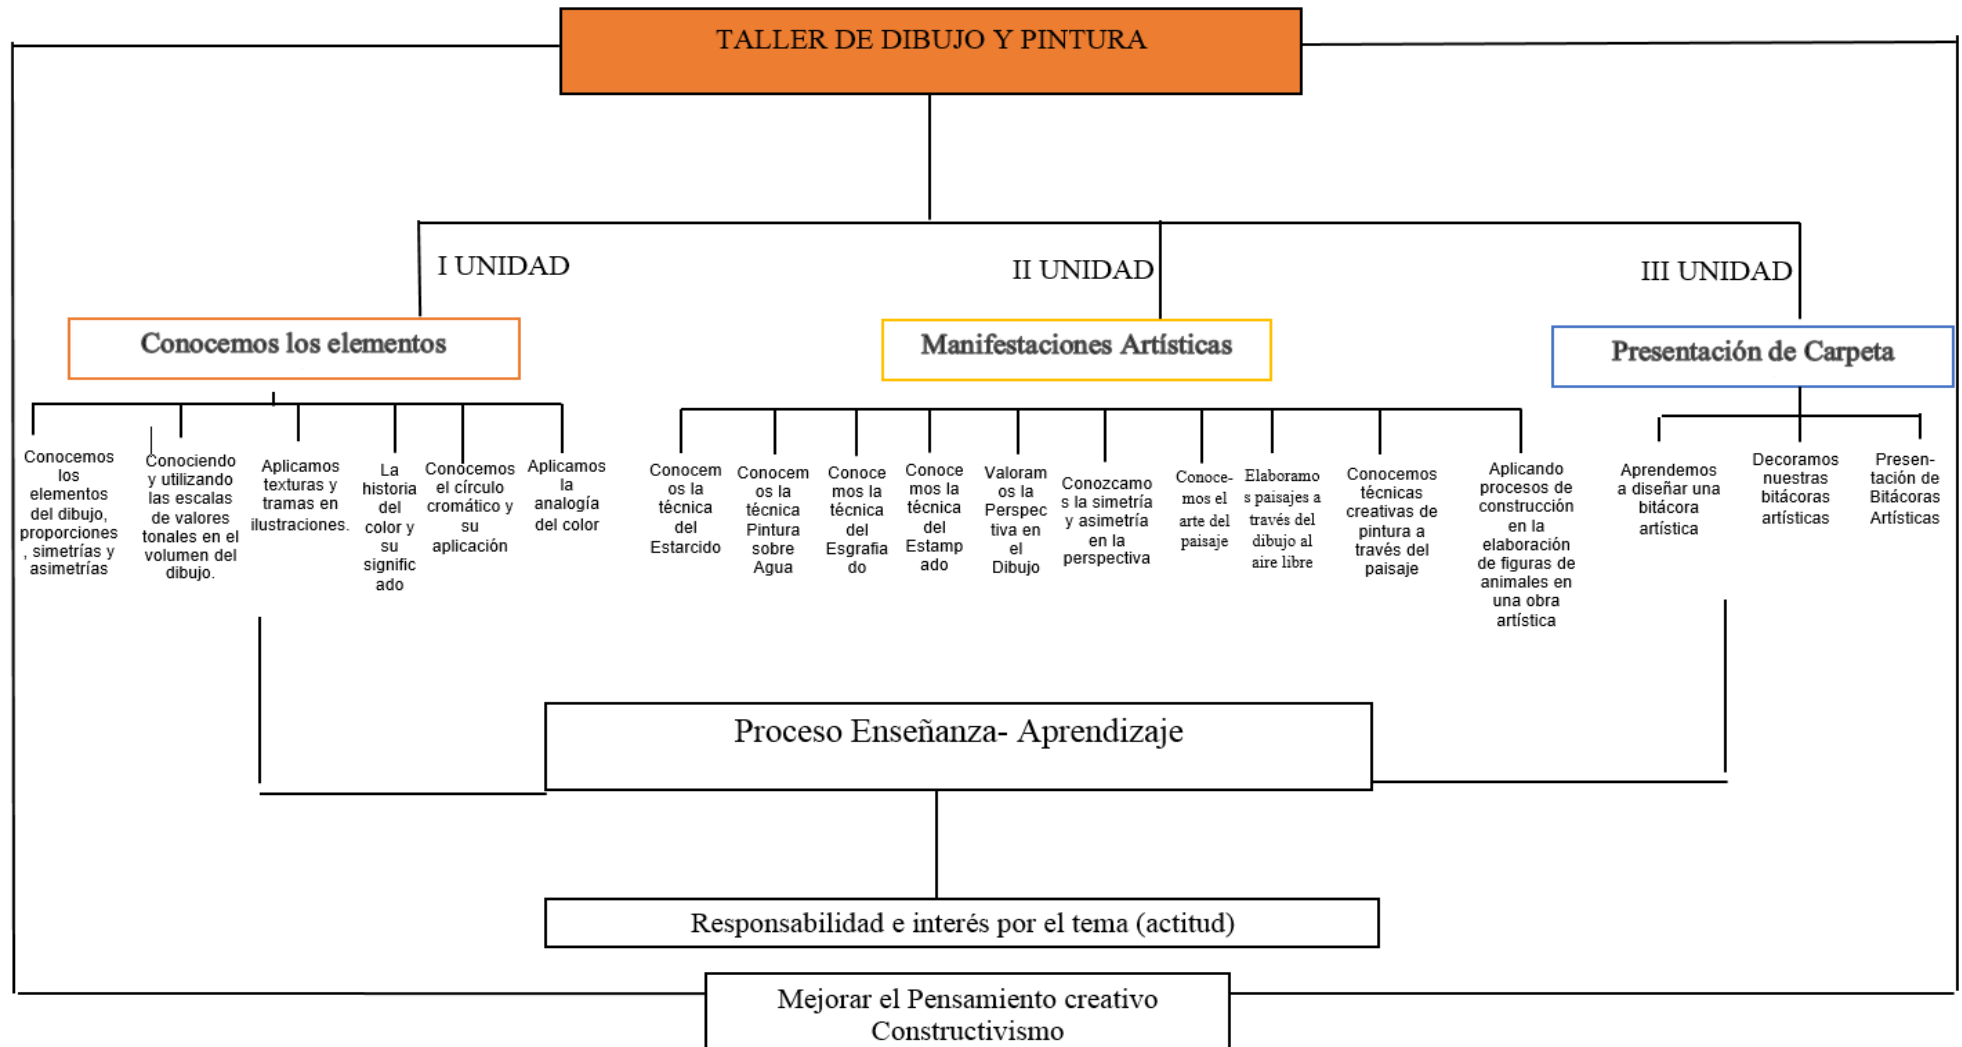 TALLER DE DIBUJO Y PINTURA
I UNIDAD
II UNIDAD
III UNIDAD
Conocemos los elementos
Manifestaciones Artísticas
Presentación de Carpeta
Conocemos
los
elementos
del dibujo,
proporciones
, simetrías y
asimetrías
Conociendo
y utilizando
las escalas
de valores
tonales en el
volumen del
dibujo.
Aplicamos
texturas y
tramas en
ilustraciones.
La
historia
del
color y
su
signific
ado
Conocemos
el círculo
cromático y
su
aplicación
Aplicamos
la
analogía
del color
Conocem
os la
técnica
del
Estarcido
Conocem
os la
técnica
Pintura
sobre
Agua
Conoce
mos la
técnica
del
Esgrafia
do
Conoce
mos la
técnica
del
Estamp
ado
Valoram
os la
Perspec
tiva en
el
Dibujo
Conozcamo
s la simetría
y asimetría
en la
perspectiva
Conoce-
mos el
arte del
paisaje
Elaboramo
s paisajes a
través del
dibujo al
aire libre
Conocemos
técnicas
creativas de
pintura a
través del
paisaje
Aplicando
procesos de
construcción
en la
elaboración
de figuras de
animales en
una obra
artística
Aprendemos
a diseñar una
bitácora
artística
Decoramos
nuestras
bitácoras
artísticas
Presen-
tación de
Bitácoras
Artísticas
Proceso Enseñanza- Aprendizaje
Responsabilidad e interés por el tema (actitud)
Mejorar el Pensamiento creativo
Constructivismo